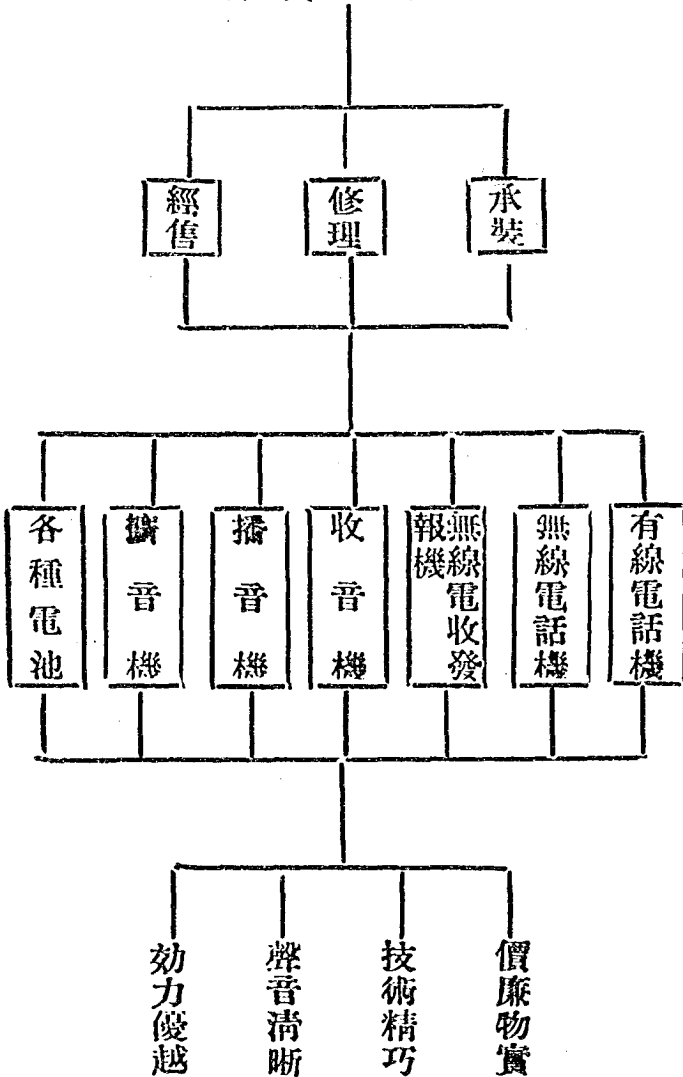 承裝
修理
經售
有線電話機
無線電話機
無線電收發
報機
收音機
播音機
擴音機
各種電池
價廉物實
技術精巧
聲音清晰
効力優越